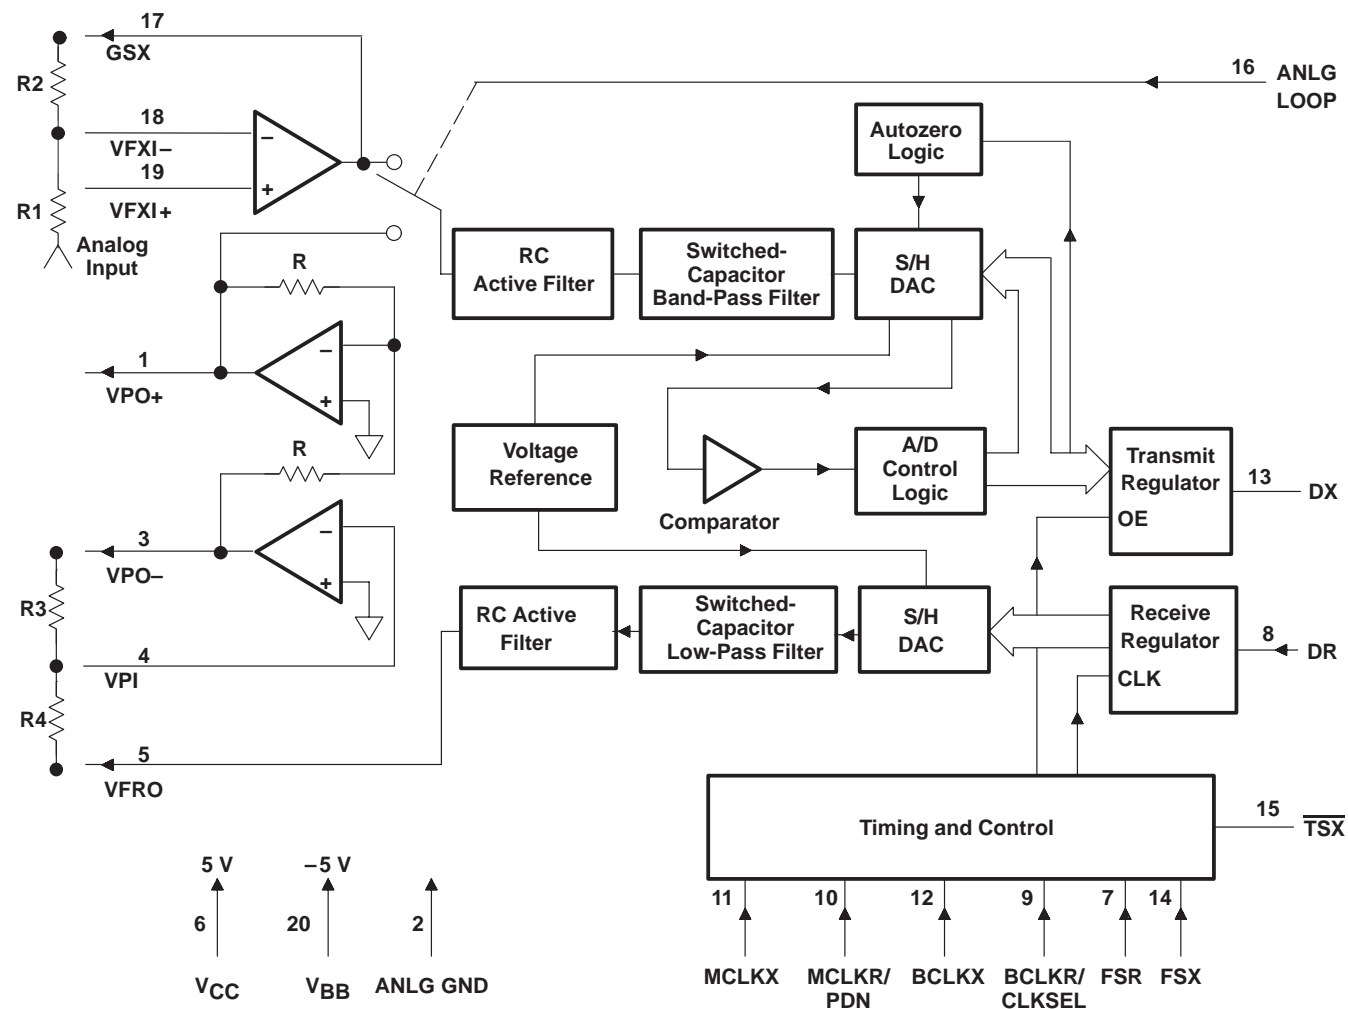 17
GSX
R2
18
VFXI−
19
VFXI+
R1
Analog
Input
−
+
16
ANLG
LOOP
Autozero
Logic
RC
Active Filter
Switched-
Capacitor
Band-Pass Filter
S/H
DAC
R
−
+
1
VPO+
R
−
+
3
VPO−
R3
4
VPI
R4
5
VFRO
Voltage
Reference
Comparator
A/D
Control
Logic
Transmit
Regulator
OE
13
DX
RC Active
Filter
Switched-
Capacitor
Low-Pass Filter
S/H
DAC
Receive
Regulator
CLK
8
DR
Timing and Control
15
TSX
5 V
−5 V
6
20
2
VCC
VBB
ANLG GND
11
10
12
9
7
14
MCLKX
MCLKR/
PDN
BCLKX
BCLKR/
CLKSEL
FSR
FSX